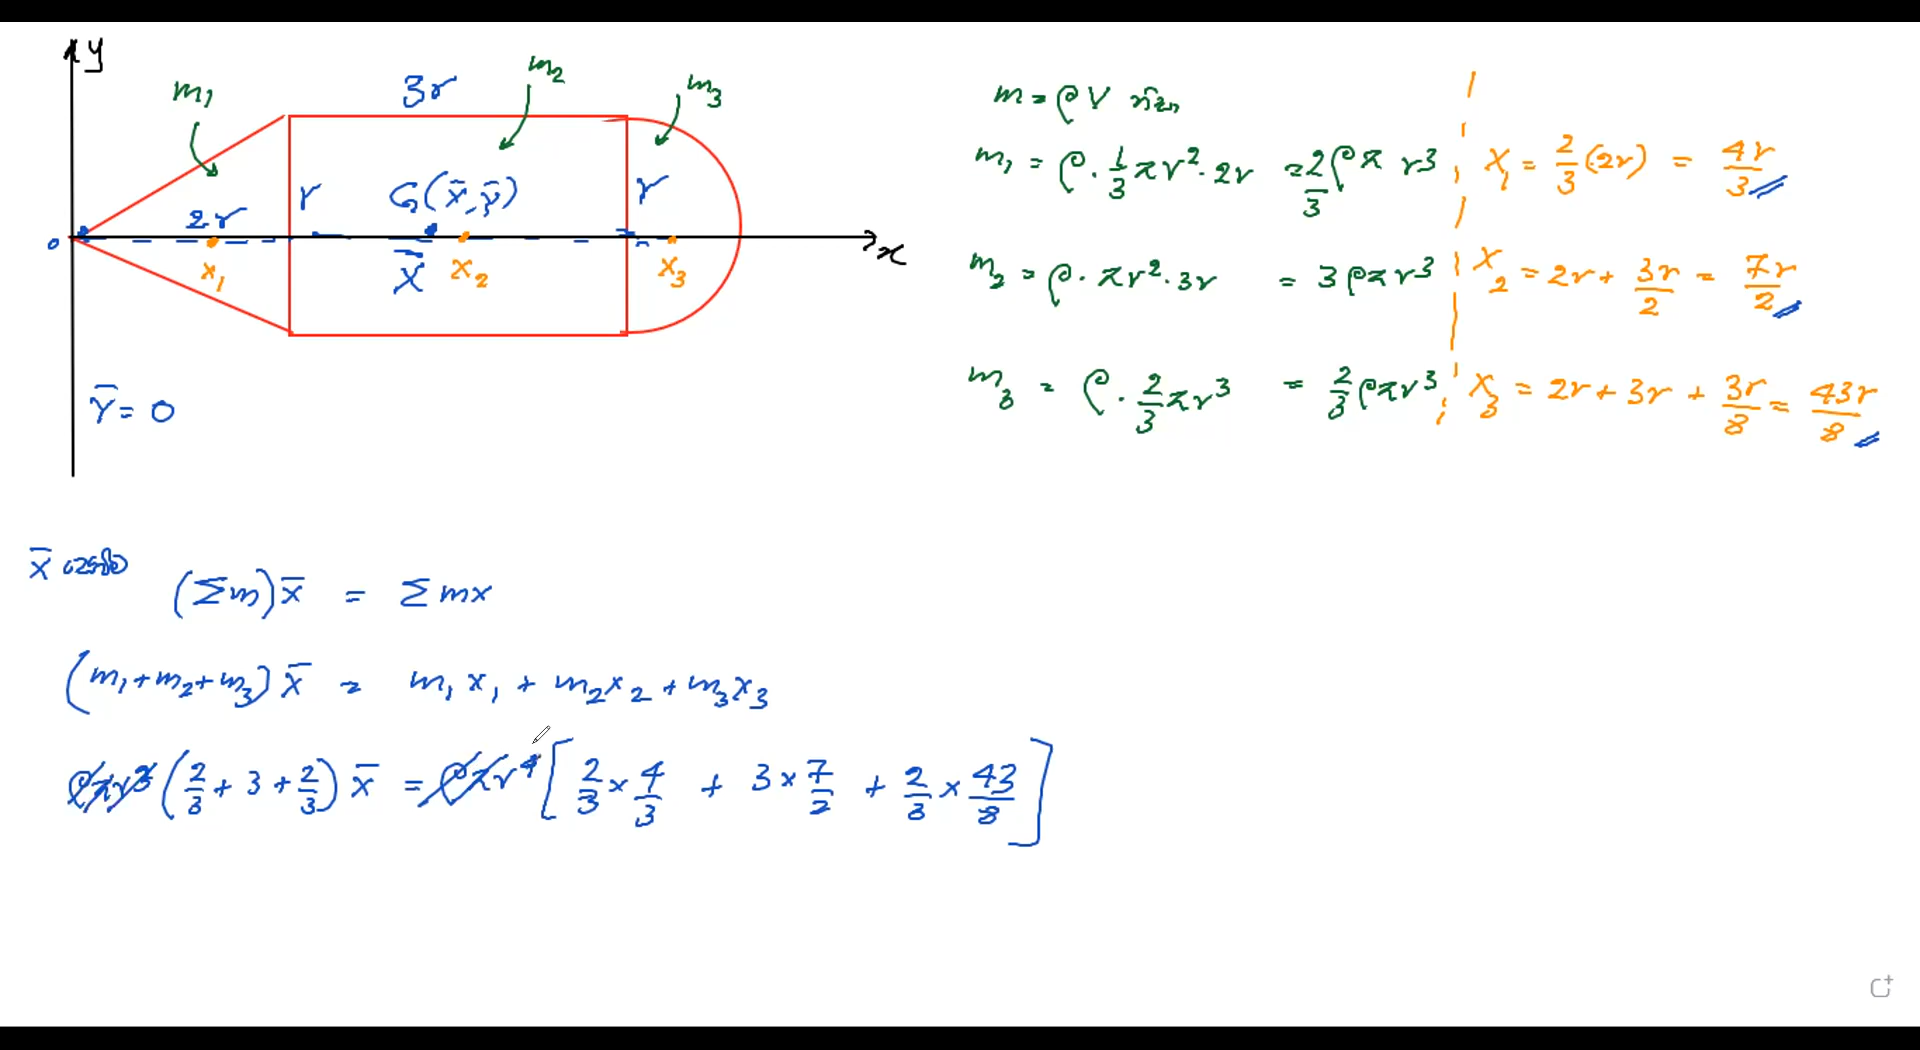 y
m₁
3r
m₂
m₃
r
G(x̄,ȳ)
r
2r
0
x₁
X̄
x₂
x₃
x
Ȳ = 0
m = ρV
m₁ = ρ · 1/3 πr² · 2r = 2/3 ρπ r³
X₁ = 2/3 (2r) = 4r/3
m₂ = ρ · πr² · 3r = 3ρπr³
X₂ = 2r + 3r/2 = 7r/2
m₃ = ρ · 2/3 πr³ = 2/3 ρπr³
X₃ = 2r + 3r + 3r/8 = 43r/8
x̄
(Σm)x̄ = Σmx
(m₁+m₂+m₃)x̄ = m₁x₁ + m₂x₂ + m₃x₃
ρπr³ (2/3 + 3 + 2/3) x̄ = ρπr⁴ [2/3 × 4/3 + 3 × 7/2 + 2/3 × 43/8]